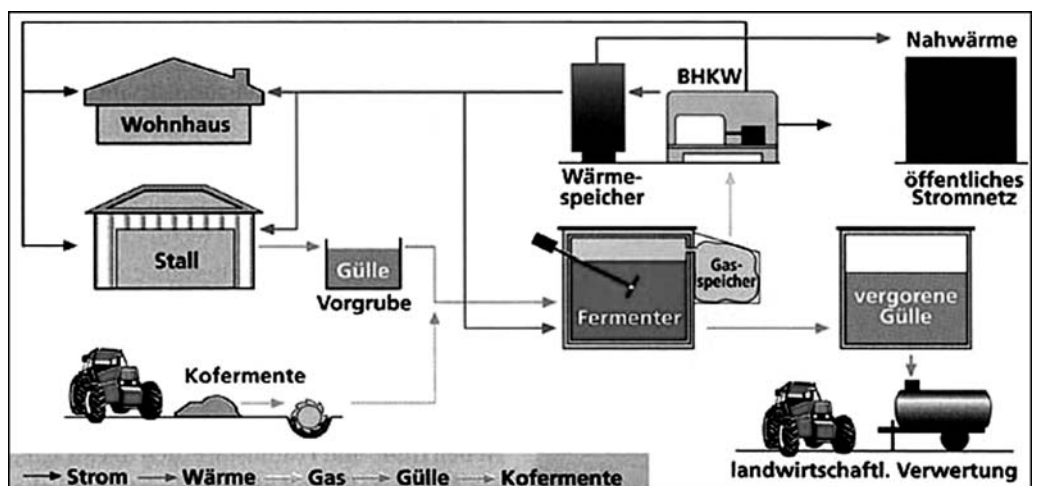 Nahwärme
BHKW
Wohnhaus
Wärme-
speicher
öffentliches
Stromnetz
Stall
Gülle
Vorgrube
Gas-
speicher
Fermenter
vergorene
Gülle
Kofermente
landwirtschaftl. Verwertung
Strom Wärme Gas Gülle Kofermente